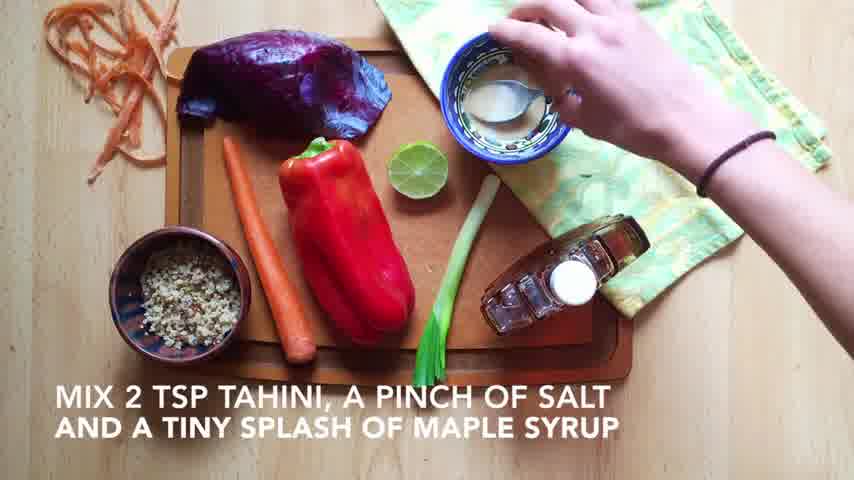 MIX 2 TSP TAHINI, A PINCH OF SALT
AND A TINY SPLASH OF MAPLE SYRUP